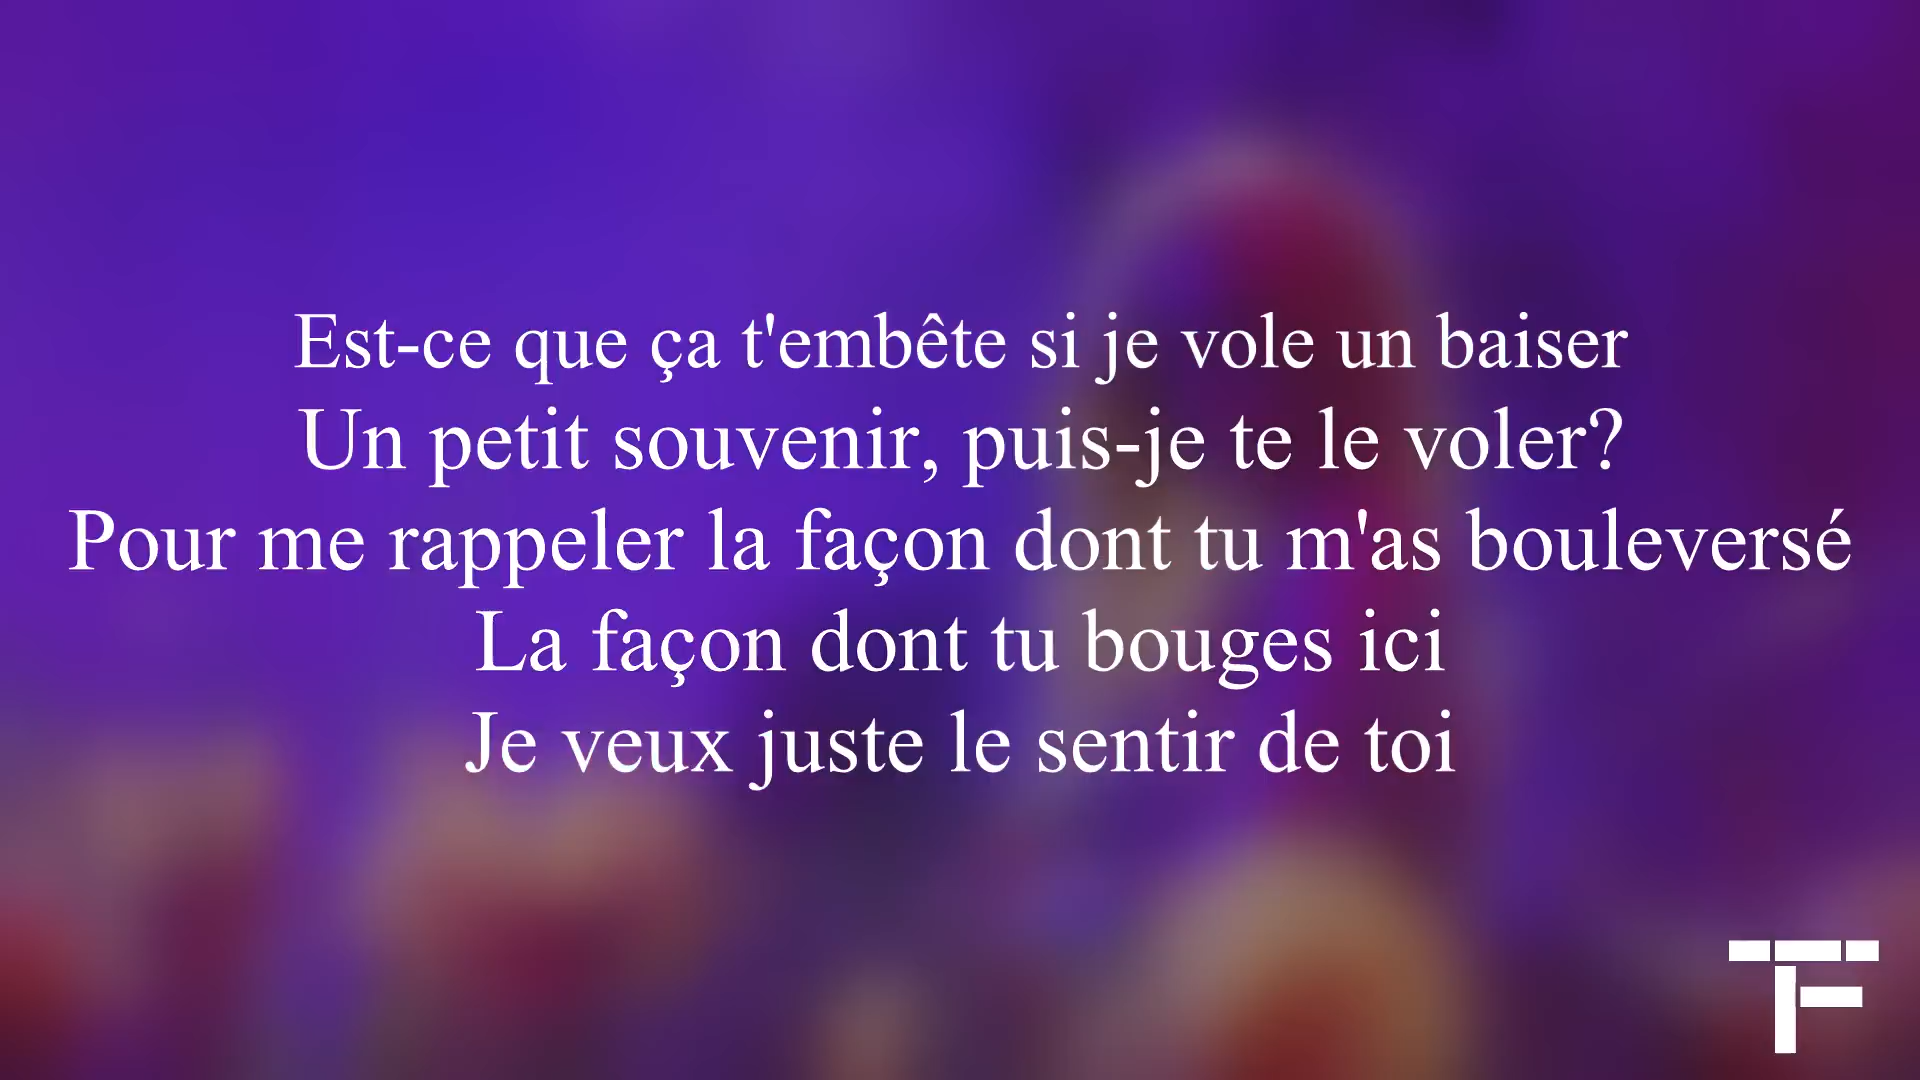 Est-ce que ça t'embête si je vole un baiser
Un petit souvenir, puis-je te le voler?
Pour me rappeler la façon dont tu m'as bouleversé
La façon dont tu bouges ici
Je veux juste le sentir de toi
TF